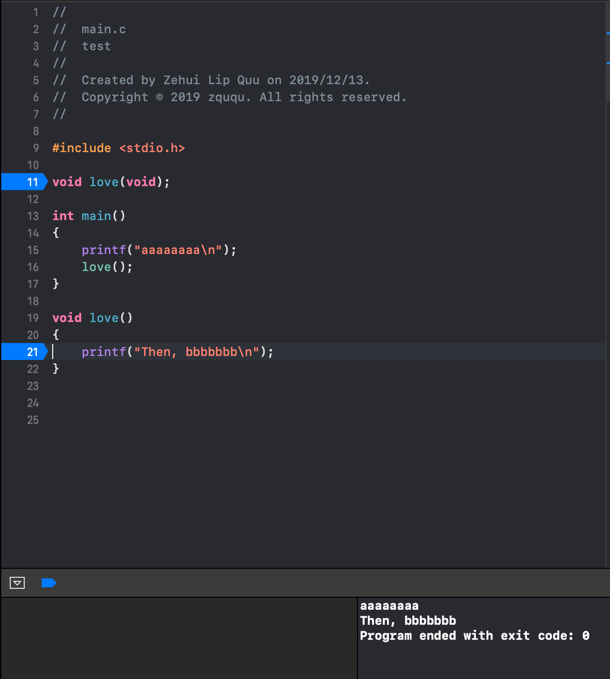 1 //
2 //  main.c
3 //  test
4 //
5 //  Created by Zehui Lip Quu on 2019/12/13.
6 //  Copyright © 2019 zququ. All rights reserved.
7 //
8
9 #include <stdio.h>
10
11 void love(void);
12
13 int main()
14 {
15     printf("aaaaaaaa\n");
16     love();
17 }
18
19 void love()
20 {
21     printf("Then, bbbbbbb\n");
22 }
23
24
25
aaaaaaaa
Then, bbbbbbb
Program ended with exit code: 0